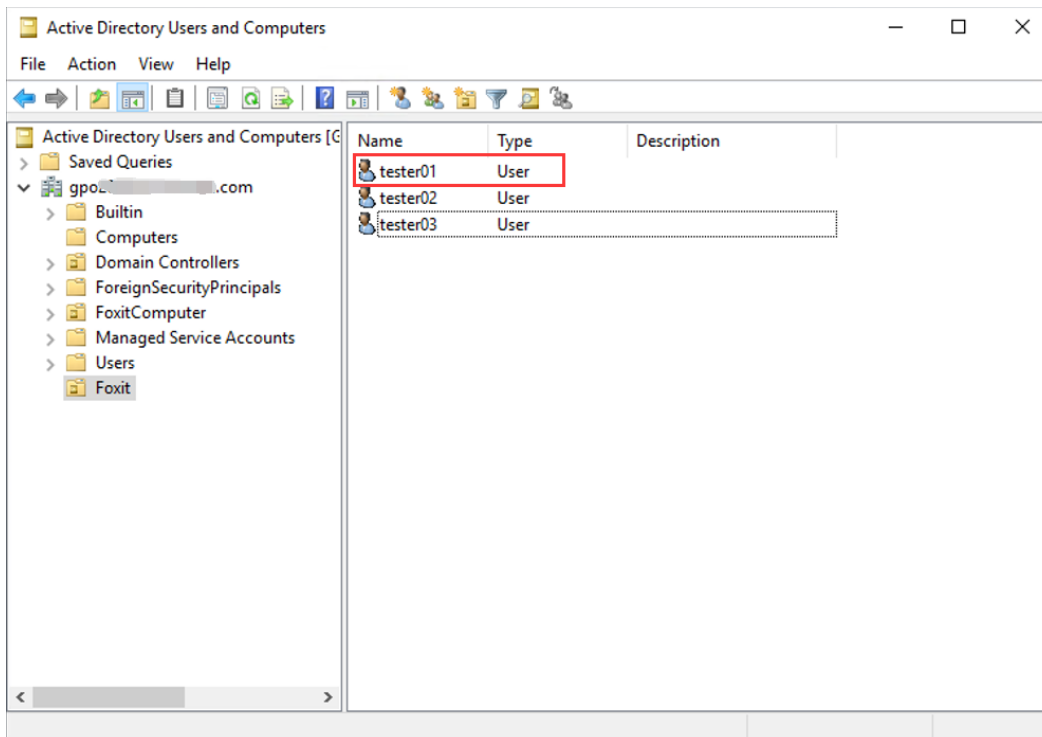 Active Directory Users and Computers
File Action View Help
Active Directory Users and Computers [G
Saved Queries
gpo .com
Builtin
Computers
Domain Controllers
ForeignSecurityPrincipals
FoxitComputer
Managed Service Accounts
Users
Foxit
Name Type Description
tester01 User
tester02 User
tester03 User